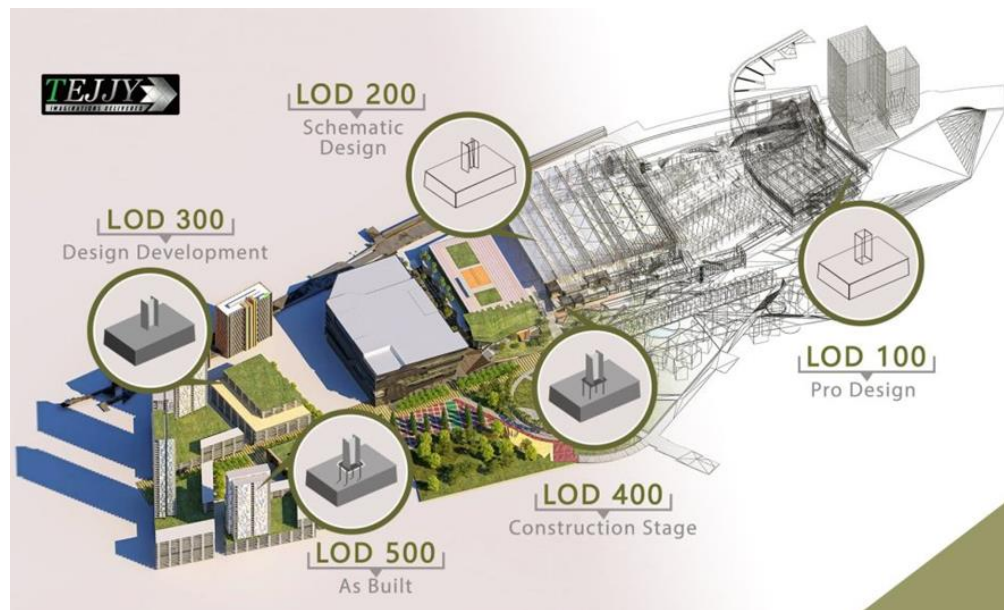 TEJJY
IMAGINATIONS DELIVERED
LOD 200
Schematic
Design
LOD 300
Design Development
LOD 100
Pro Design
LOD 400
Construction Stage
LOD 500
As Built